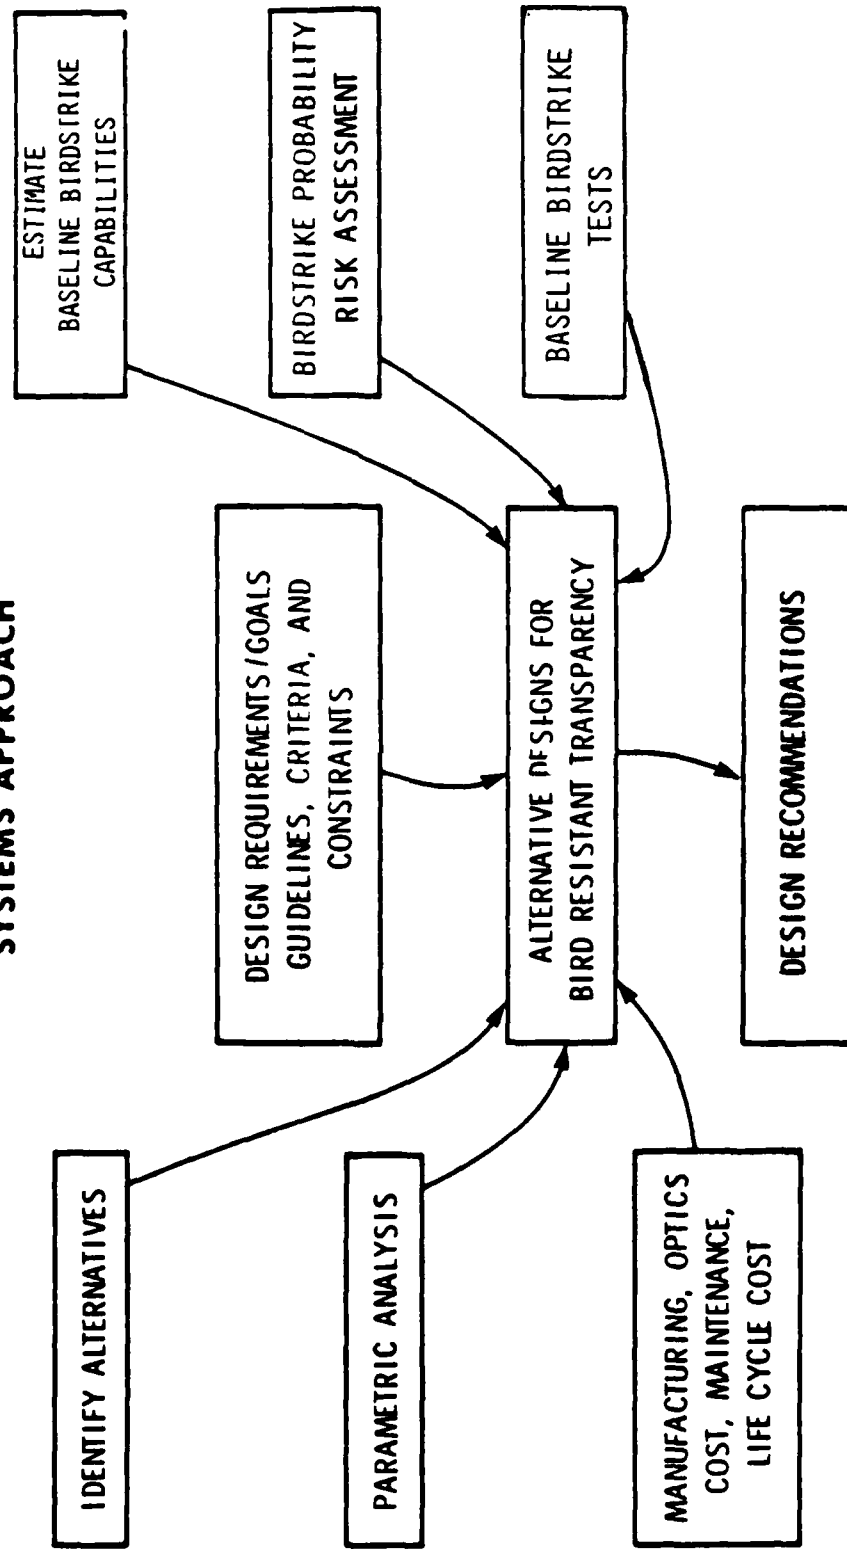 SYSTEMS APPROACH
IDENTIFY ALTERNATIVES
PARAMETRIC ANALYSIS
MANUFACTURING, OPTICS
COST, MAINTENANCE,
LIFE CYCLE COST
DESIGN REQUIREMENTS/GOALS
GUIDELINES, CRITERIA, AND
CONSTRAINTS
ALTERNATIVE DESIGNS FOR
BIRD RESISTANT TRANSPARENCY
DESIGN RECOMMENDATIONS
ESTIMATE
BASELINE BIRDSTRIKE
CAPABILITIES
BIRDSTRIKE PROBABILITY
RISK ASSESSMENT
BASELINE BIRDSTRIKE
TESTS